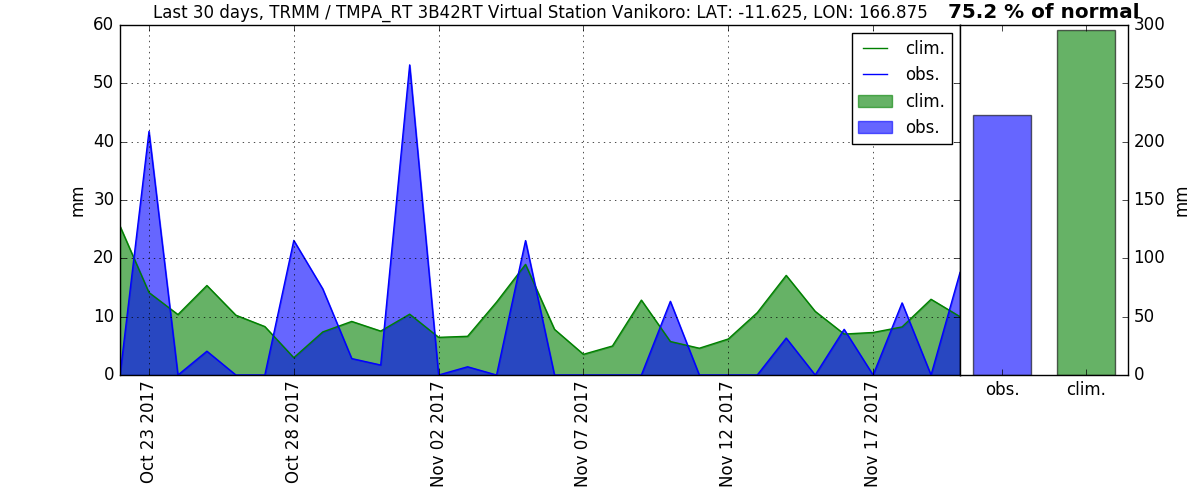 Last 30 days, TRMM / TMPA_RT 3B42RT Virtual Station Vanikoro: LAT: -11.625, LON: 166.875
75.2 % of normal
60
50
40
30
20
10
0
mm
clim.
obs.
clim.
obs.
Oct 23 2017
Oct 28 2017
Nov 02 2017
Nov 07 2017
Nov 12 2017
Nov 17 2017
300
250
200
150
100
50
0
mm
obs.
clim.